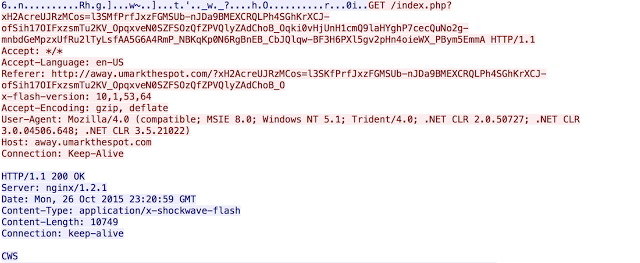 6..n.........Rh.g.]...w~..]...t.'.._w._?....h.O..........r...0i..GET /index.php?
xH2AcreUJRzMCos=l3SMfPrfJxzFGMSUb-nJDa9BMEXCRQLPh4SGhKrXCJ-
ofSih17OIFxzsmTu2KV_OpqxveN0SZFSOzQfZPVQlyZAdChoB_Oqki0vHjUnH1cmQ9laHYghP7cecQuNo2g-
mnbdGeMpzxUfRu2lTyLsfAA5G6A4RmP_NBKqKp0N6RgBnEB_CbJQlqw-BF3H6PXl5gv2pHn4oieWX_PBym5EmmA HTTP/1.1
Accept: */*
Accept-Language: en-US
Referer: http://away.umarkthespot.com/?xH2AcreUJRzMCos=l3SKfPrfJxzFGMSUb-nJDa9BMEXCRQLPh4SGhKrXCJ-
ofSih17OIFxzsmTu2KV_OpqxveN0SZFSOzQfZPVQlyZAdChoB_O
x-flash-version: 10,1,53,64
Accept-Encoding: gzip, deflate
User-Agent: Mozilla/4.0 (compatible; MSIE 8.0; Windows NT 5.1; Trident/4.0; .NET CLR 2.0.50727; .NET CLR
3.0.04506.648; .NET CLR 3.5.21022)
Host: away.umarkthespot.com
Connection: Keep-Alive
HTTP/1.1 200 OK
Server: nginx/1.2.1
Date: Mon, 26 Oct 2015 23:20:59 GMT
Content-Type: application/x-shockwave-flash
Content-Length: 10749
Connection: keep-alive
CWS